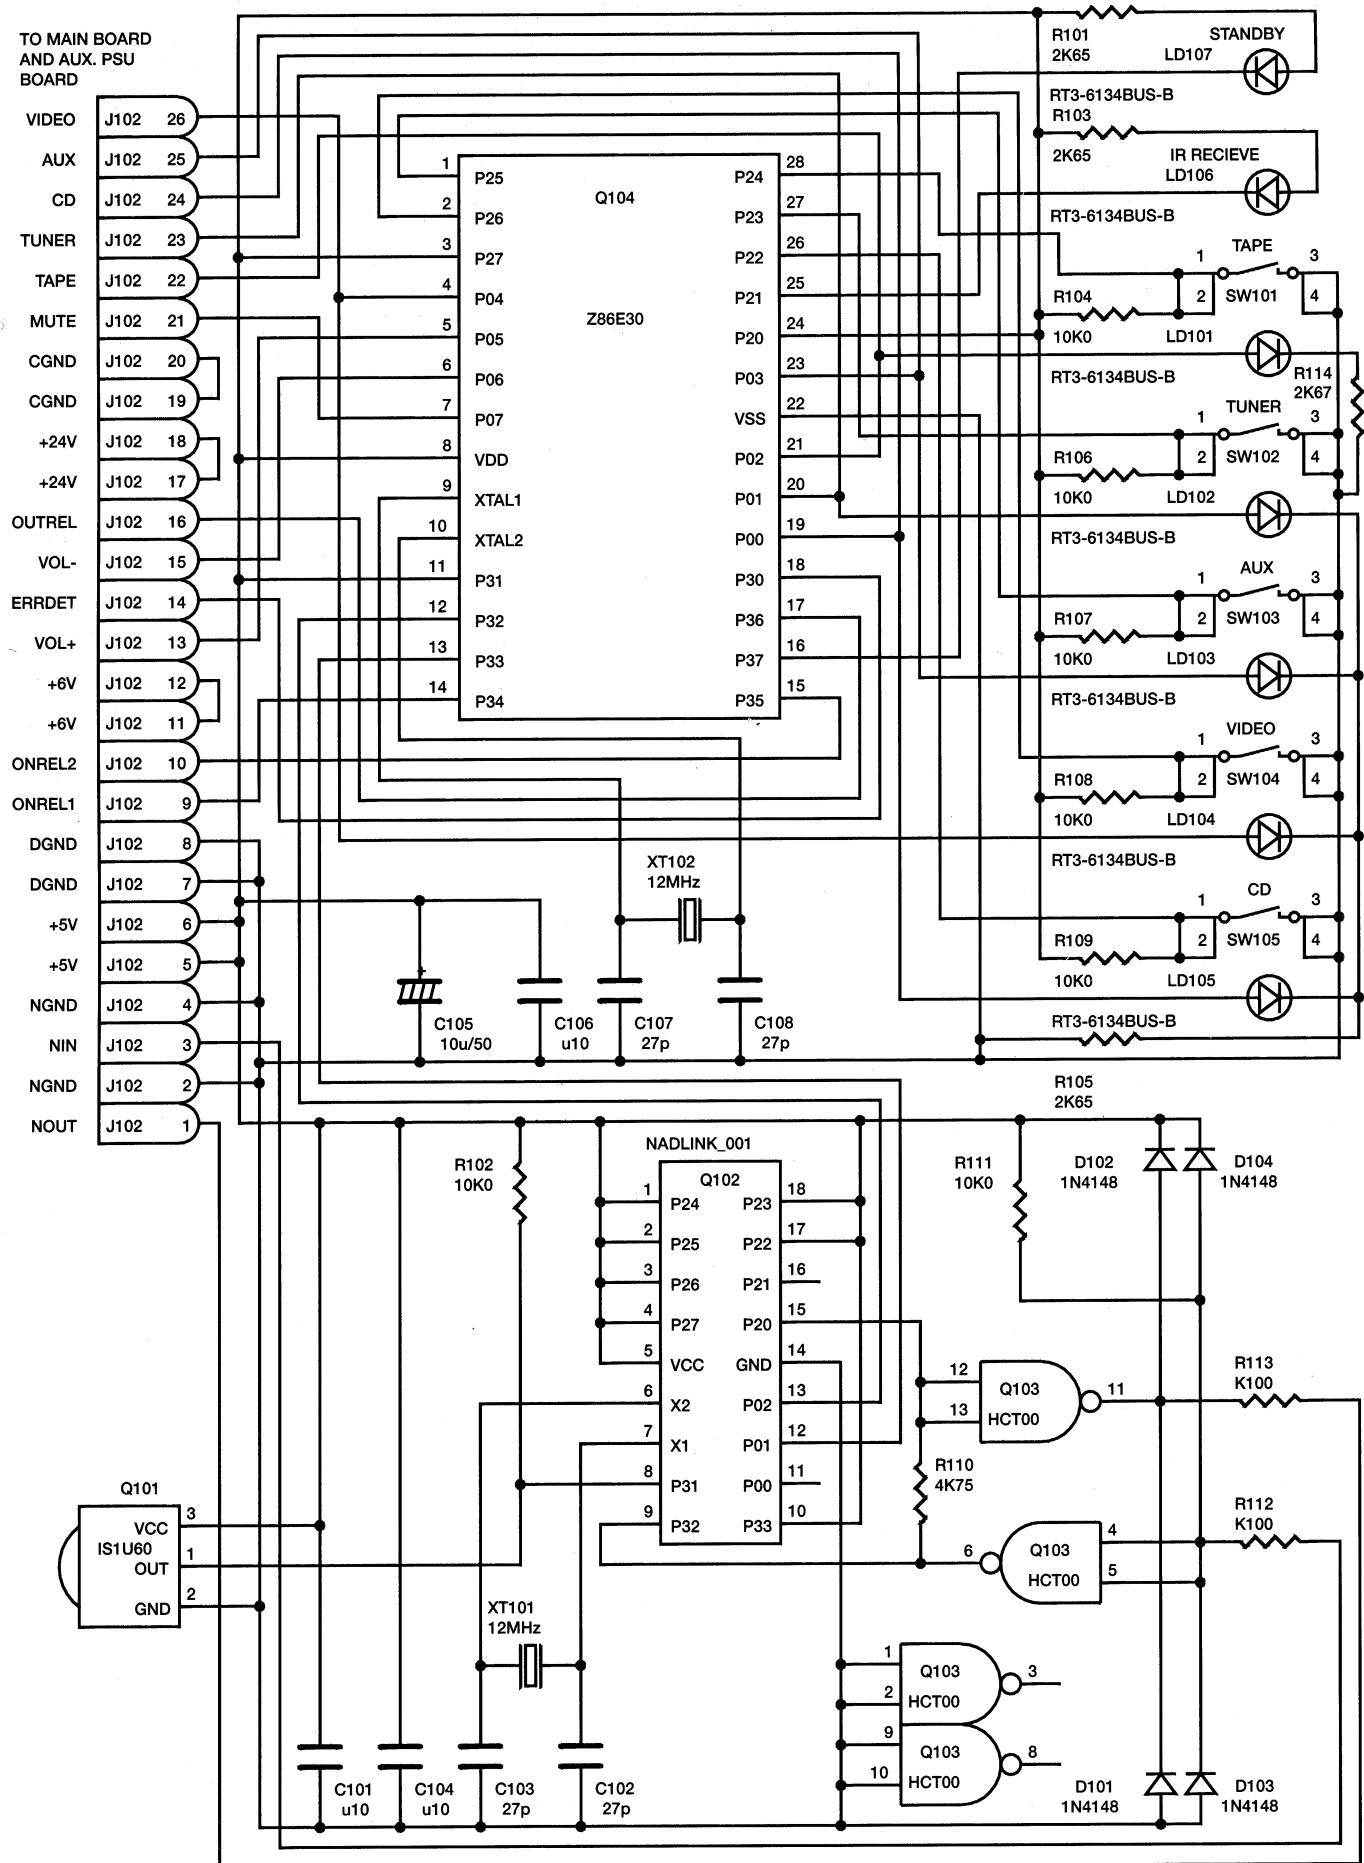 TO MAIN BOARD
AND AUX. PSU
BOARD
VIDEO J102 26
AUX J102 25
CD J102 24
TUNER J102 23
TAPE J102 22
MUTE J102 21
CGND J102 20
CGND J102 19
+24V J102 18
+24V J102 17
OUTREL J102 16
VOL- J102 15
ERRDET J102 14
VOL+ J102 13
+6V J102 12
+6V J102 11
ONREL2 J102 10
ONREL1 J102 9
DGND J102 8
DGND J102 7
+5V J102 6
+5V J102 5
NGND J102 4
NIN J102 3
NGND J102 2
NOUT J102 1
Q104
Z86E30
1 P25
2 P26
3 P27
4 P04
5 P05
6 P06
7 P07
8 VDD
9 XTAL1
10 XTAL2
11 P31
12 P32
13 P33
14 P34
P24 28
P23 27
P22 26
P21 25
P20 24
P03 23
VSS 22
P02 21
P01 20
P00 19
P30 18
P36 17
P37 16
P35 15
R101
2K65
STANDBY
LD107
RT3-6134BUS-B
R103
2K65
IR RECIEVE
LD106
RT3-6134BUS-B
TAPE
1 3
2 4
SW101
R104
10K0
LD101
RT3-6134BUS-B
R114
2K67
TUNER
1 3
2 4
SW102
R106
10K0
LD102
RT3-6134BUS-B
AUX
1 3
2 4
SW103
R107
10K0
LD103
RT3-6134BUS-B
VIDEO
1 3
2 4
SW104
R108
10K0
LD104
RT3-6134BUS-B
CD
1 3
2 4
SW105
R109
10K0
LD105
RT3-6134BUS-B
R105
2K65
XT102
12MHz
+
C105
10u/50
C106
u10
C107
27p
C108
27p
NADLINK_001
Q102
1 P24
2 P25
3 P26
4 P27
5 VCC
6 X2
7 X1
8 P31
9 P32
P23 18
P22 17
P21 16
P20 15
GND 14
P02 13
P01 12
P00 11
P33 10
R102
10K0
R111
10K0
D102
1N4148
D104
1N4148
12
13
Q103
HCT00
11
R113
K100
R110
4K75
R112
K100
6
Q103
HCT00
4
5
Q101
VCC 3
IS1U60
OUT 1
GND 2
XT101
12MHz
1
2
Q103
HCT00
3
9
10
Q103
HCT00
8
C101
u10
C104
u10
C103
27p
C102
27p
D101
1N4148
D103
1N4148